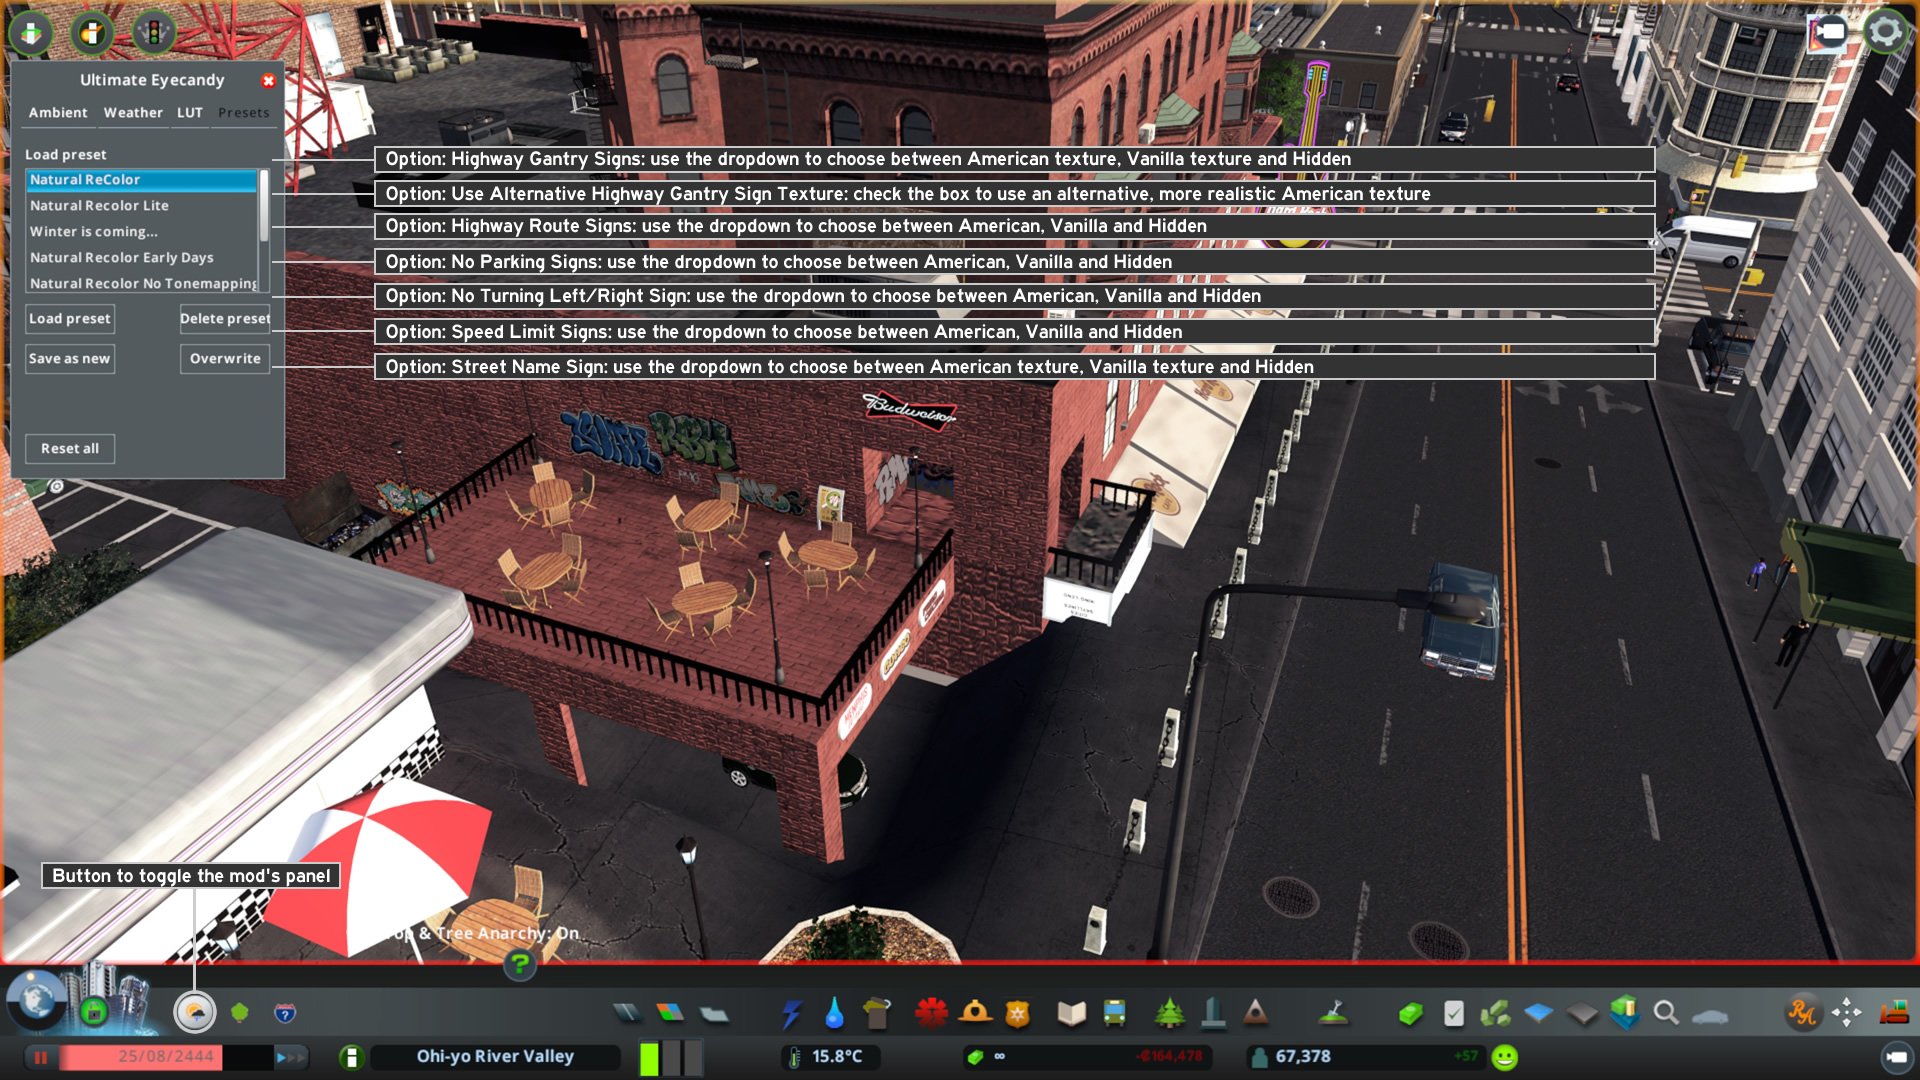 Ultimate Eyecandy
Ambient Weather LUT Presets
Load preset
Natural ReColor
Natural Recolor Lite
Winter is coming...
Natural Recolor Early Days
Natural Recolor No Tonemapping
Load preset Delete preset
Save as new Overwrite
Reset all
Option: Highway Gantry Signs: use the dropdown to choose between American texture, Vanilla texture and Hidden
Option: Use Alternative Highway Gantry Sign Texture: check the box to use an alternative, more realistic American texture
Option: Highway Route Signs: use the dropdown to choose between American, Vanilla and Hidden
Option: No Parking Signs: use the dropdown to choose between American, Vanilla and Hidden
Option: No Turning Left/Right Sign: use the dropdown to choose between American, Vanilla and Hidden
Option: Speed Limit Signs: use the dropdown to choose between American, Vanilla and Hidden
Option: Street Name Sign: use the dropdown to choose between American texture, Vanilla texture and Hidden
Budweiser
Button to toggle the mod's panel
& Tree Anarchy: On
?
25/08/2444
Ohi-yo River Valley
15.8°C
∞
-₡164,478
67,378
+57